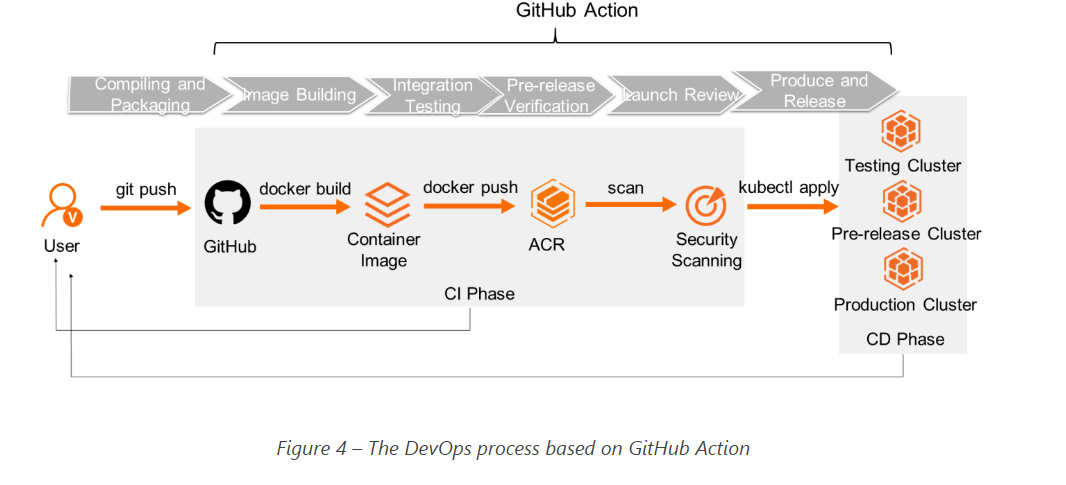 GitHub Action
Compiling and
Packaging
Image Building
Integration
Testing
Pre-release
Verification
Launch Review
Produce and
Release
git push
docker build
docker push
scan
kubectl apply
User
V
GitHub
Container
Image
ACR
Security
Scanning
Testing Cluster
Pre-release Cluster
Production Cluster
CI Phase
CD Phase
Figure 4 – The DevOps process based on GitHub Action